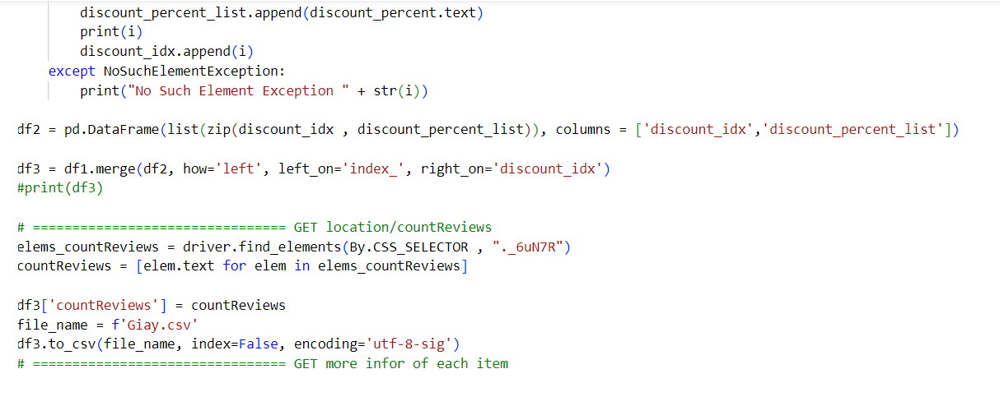 discount_percent_list.append(discount_percent.text)
print(i)
discount_idx.append(i)
except NoSuchElementException:
print("No Such Element Exception " + str(i))
df2 = pd.DataFrame(list(zip(discount_idx , discount_percent_list)), columns = ['discount_idx','discount_percent_list'])
df3 = df1.merge(df2, how='left', left_on='index_', right_on='discount_idx')
#print(df3)
# ================================ GET location/countReviews
elems_countReviews = driver.find_elements(By.CSS_SELECTOR , "._6uN7R")
countReviews = [elem.text for elem in elems_countReviews]
df3['countReviews'] = countReviews
file_name = f'Giay.csv'
df3.to_csv(file_name, index=False, encoding='utf-8-sig')
# ================================ GET more infor of each item